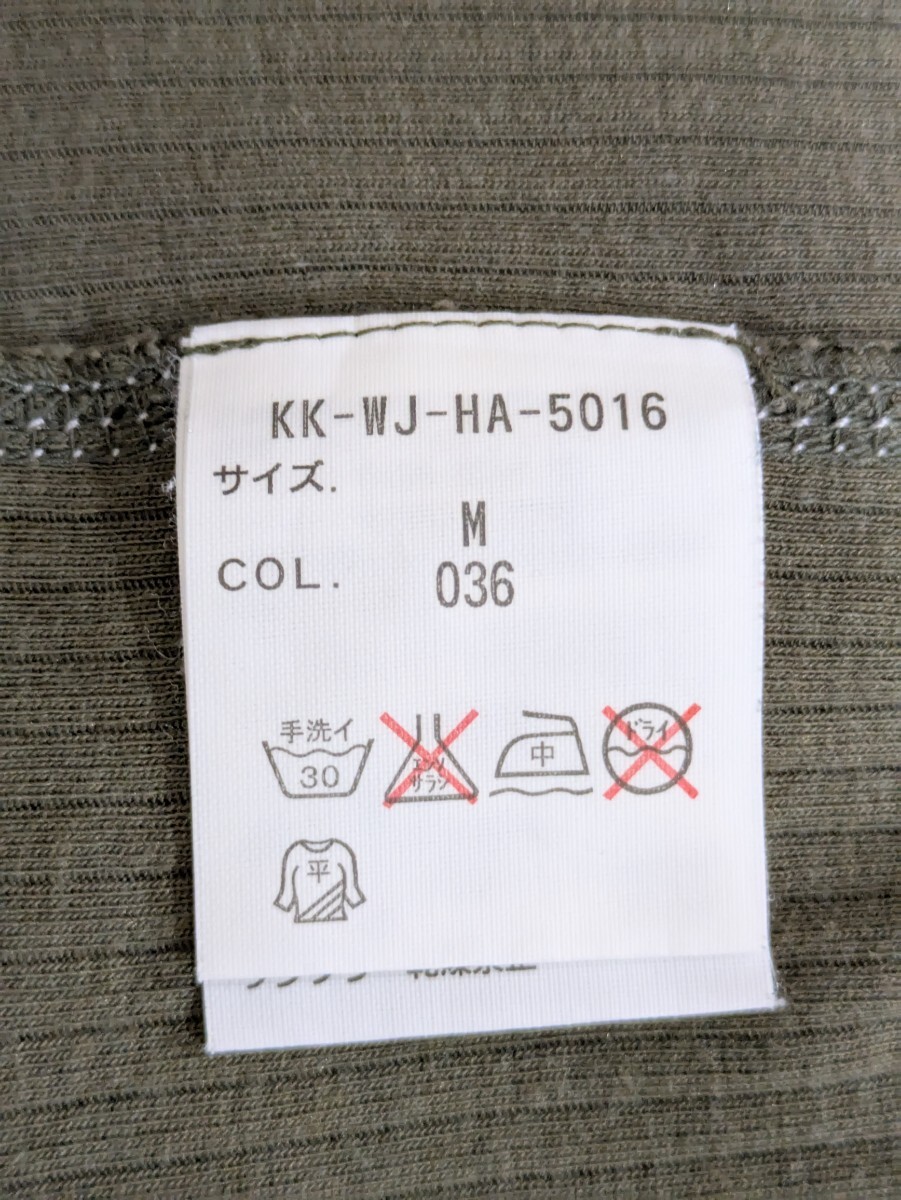 KK-WJ-HA-5016
サイズ.
M
COL. 036
手洗イ 中 ドライ
30 エンソ
サラシ
平